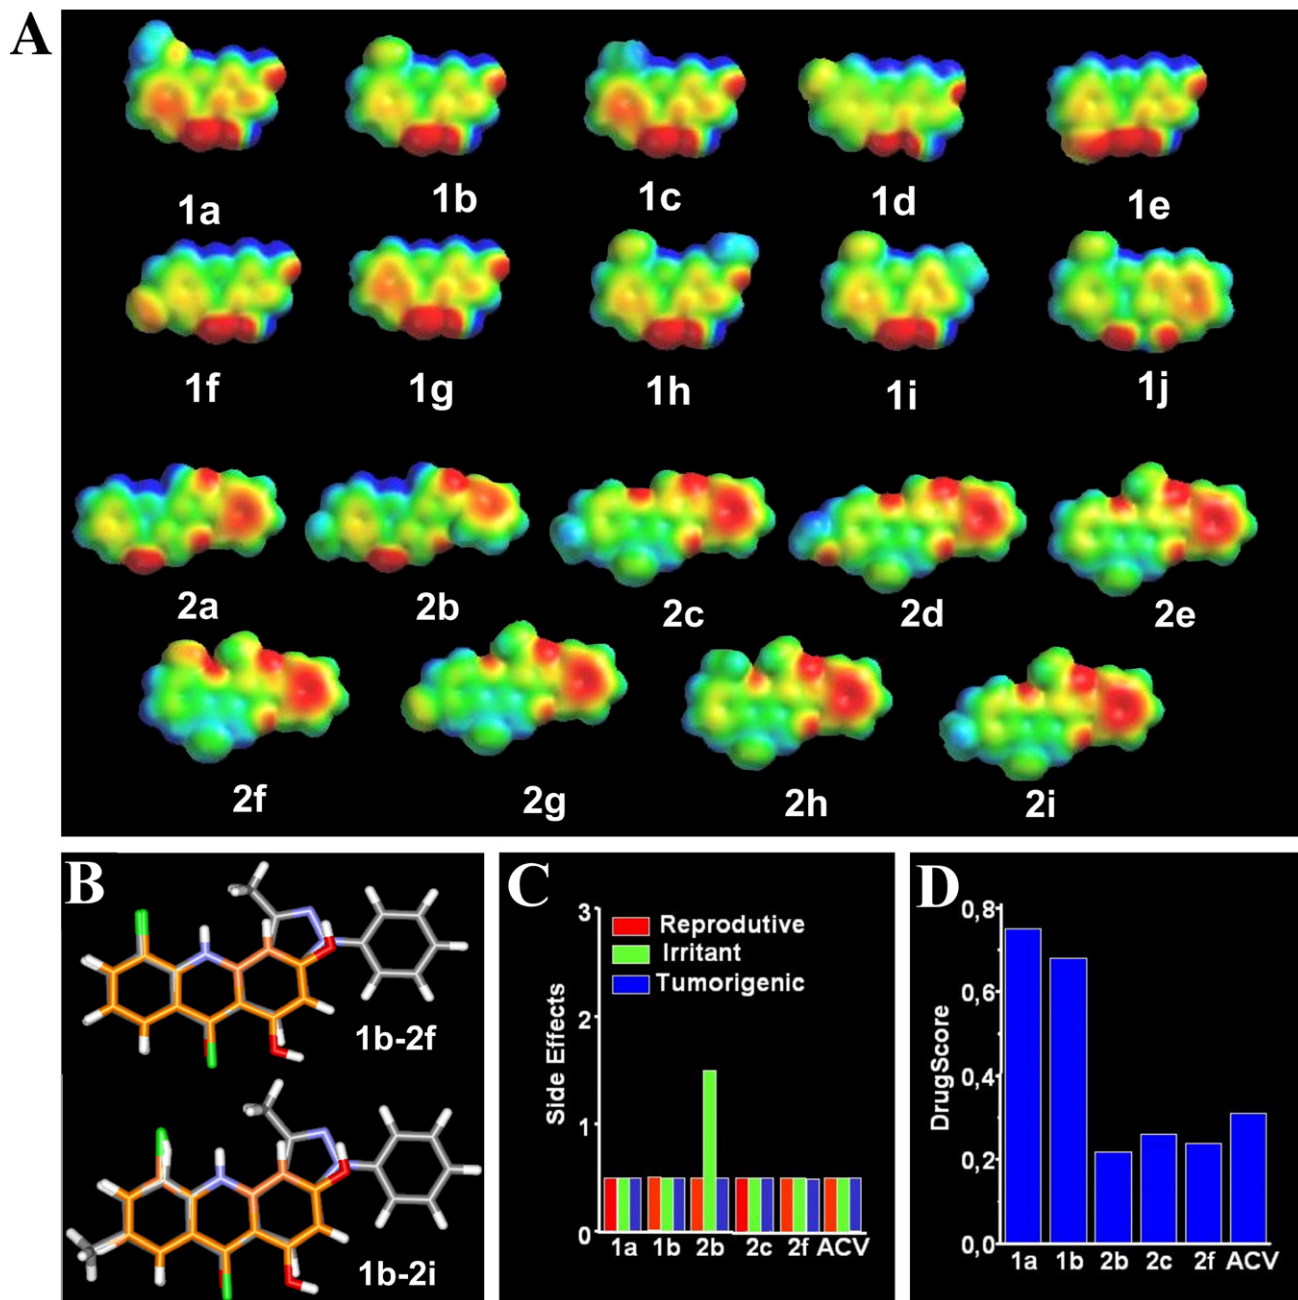 A
1a 1b 1c 1d 1e
1f 1g 1h 1i 1j
2a 2b 2c 2d 2e
2f 2g 2h 2i
B
1b-2f
1b-2i
C
Side Effects
3
2
1
0
Reprodutive
Irritant
Tumorigenic
1a 1b 2b 2c 2f ACV
D
DrugScore
0,8
0,6
0,4
0,2
0,0
1a 1b 2b 2c 2f ACV